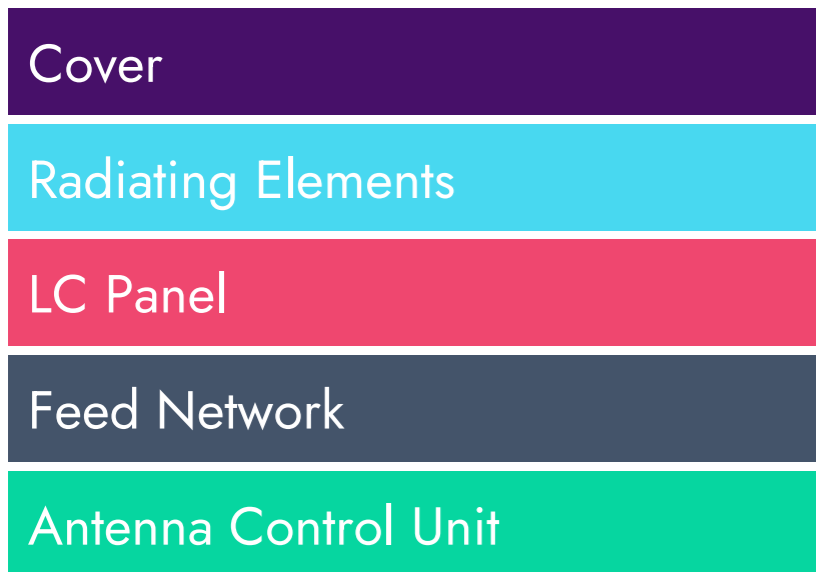 Cover
Radiating Elements
LC Panel
Feed Network
Antenna Control Unit